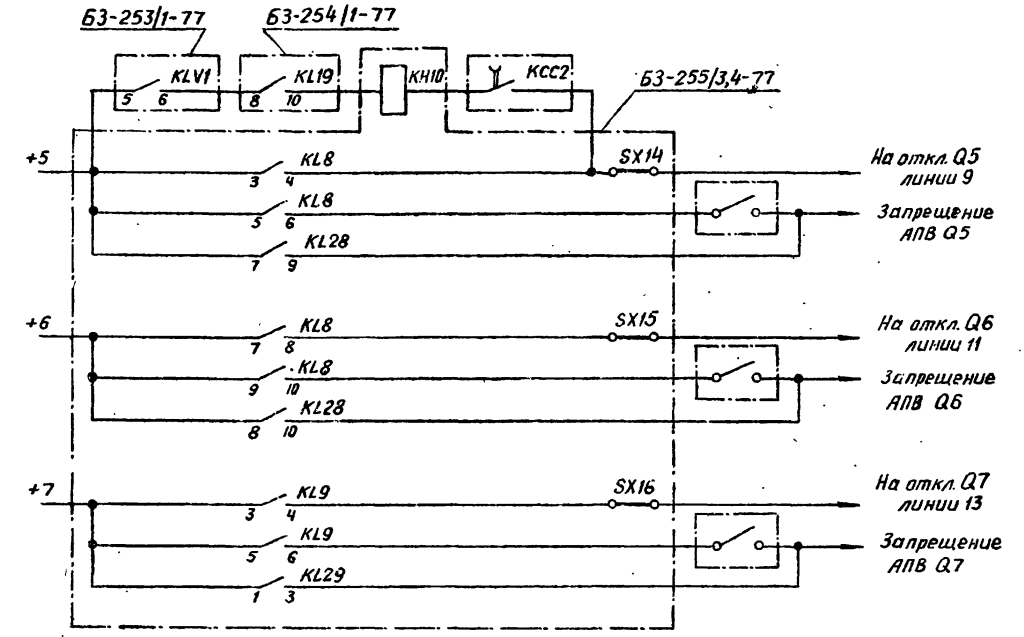 БЭ-253/1-77 БЭ-254/1-77
KLV1 KL19 KH10 KCC2 БЭ-255/3,4-77
5 6 8 10
+5 KL8 SX14 На откл. Q5
3 4 линии 9
KL8 Запрещение
5 6 АПВ Q5
KL28
7 9
+6 KL8 SX15 На откл. Q6
7 8 линии 11
KL8 Запрещение
9 10 АПВ Q6
KL28
8 10
+7 KL9 SX16 На откл. Q7
3 4 линии 13
KL9 Запрещение
5 6 АПВ Q7
KL29
1 3